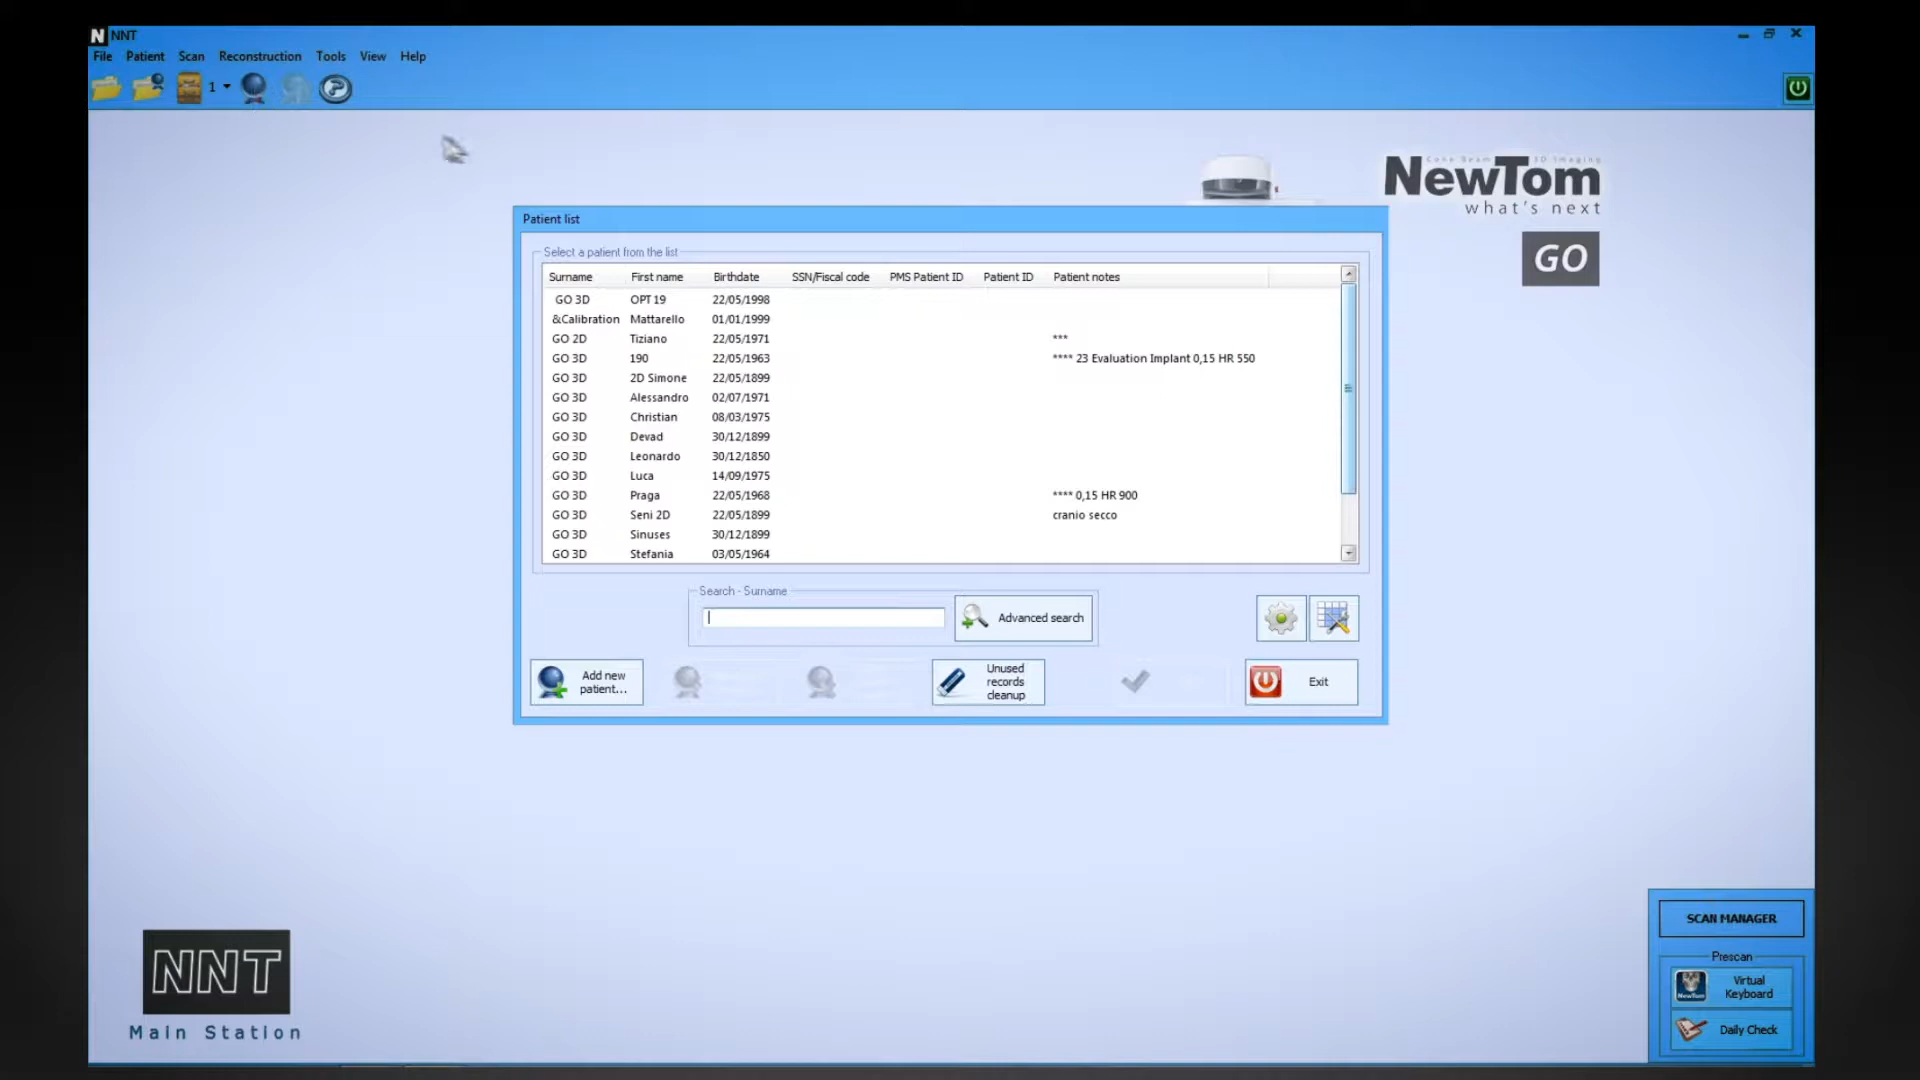 NNT
File Patient Scan Reconstruction Tools View Help
1
Cone Beam 3D Imaging
NewTom
what's next
GO
Patient list
Select a patient from the list
Surname First name Birthdate SSN/Fiscal code PMS Patient ID Patient ID Patient notes
GO 3D OPT 19 22/05/1998
&Calibration Mattarello 01/01/1999
GO 2D Tiziano 22/05/1971 ***
GO 3D 190 22/05/1963 **** 23 Evaluation Implant 0,15 HR 550
GO 3D 2D Simone 22/05/1899
GO 3D Alessandro 02/07/1971
GO 3D Christian 08/03/1975
GO 3D Devad 30/12/1899
GO 3D Leonardo 30/12/1850
GO 3D Luca 14/09/1975
GO 3D Praga 22/05/1968 **** 0,15 HR 900
GO 3D Seni 2D 22/05/1899 cranio secco
GO 3D Sinuses 30/12/1899
GO 3D Stefania 03/05/1964
Search - Surname
Advanced search
Add new
patient...
Unused
records
cleanup
Exit
NNT
Main Station
SCAN MANAGER
Prescan
Virtual
Keyboard
NewTom
Daily Check